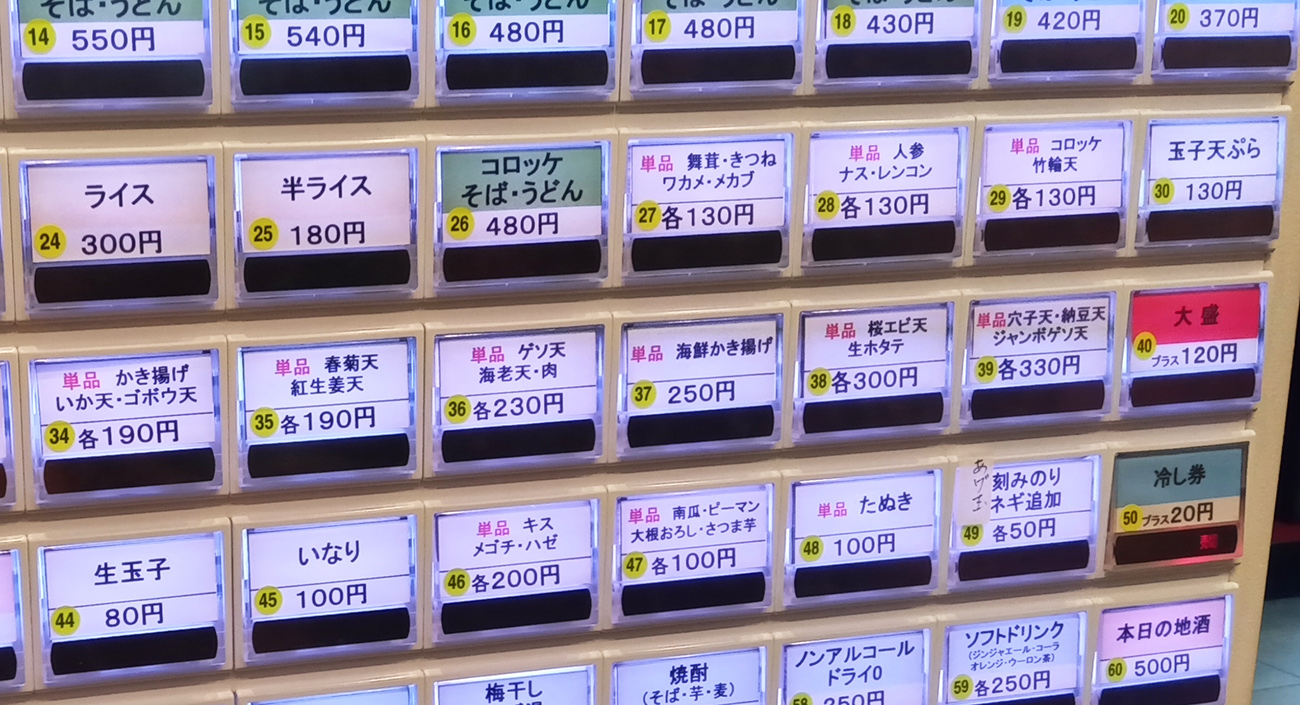 そば・うどん
14 550円
そば・うどん
15 540円
そば・うどん
16 480円
そば・うどん
17 480円
そば・うどん
18 430円
19 420円
20 370円
ライス
24 300円
半ライス
25 180円
コロッケ
そば・うどん
26 480円
単品 舞茸・きつね
ワカメ・メカブ
27 各130円
単品 人参
ナス・レンコン
28 各130円
単品 コロッケ
竹輪天
29 各130円
玉子天ぷら
30 130円
単品 かき揚げ
いか天・ゴボウ天
34 各190円
単品 春菊天
紅生姜天
35 各190円
単品 ゲソ天
海老天・肉
36 各230円
単品 海鮮かき揚げ
37 250円
単品 桜エビ天
生ホタテ
38 各300円
単品 穴子天・納豆天
ジャンボゲソ天
39 各330円
大盛
40 プラス120円
生玉子
44 80円
いなり
45 100円
単品 キス
メゴチ・ハゼ
46 各200円
単品 南瓜・ピーマン
大根おろし・さつま芋
47 各100円
単品 たぬき
48 100円
あげ玉
刻みのり
ネギ追加
49 各50円
冷し券
50 プラス20円
売
梅干し
焼酎
(そば・芋・麦)
ノンアルコール
ドライ0
58 250円
ソフトドリンク
(ジンジャエール・コーラ
オレンジ・ウーロン茶)
59 各250円
本日の地酒
60 500円